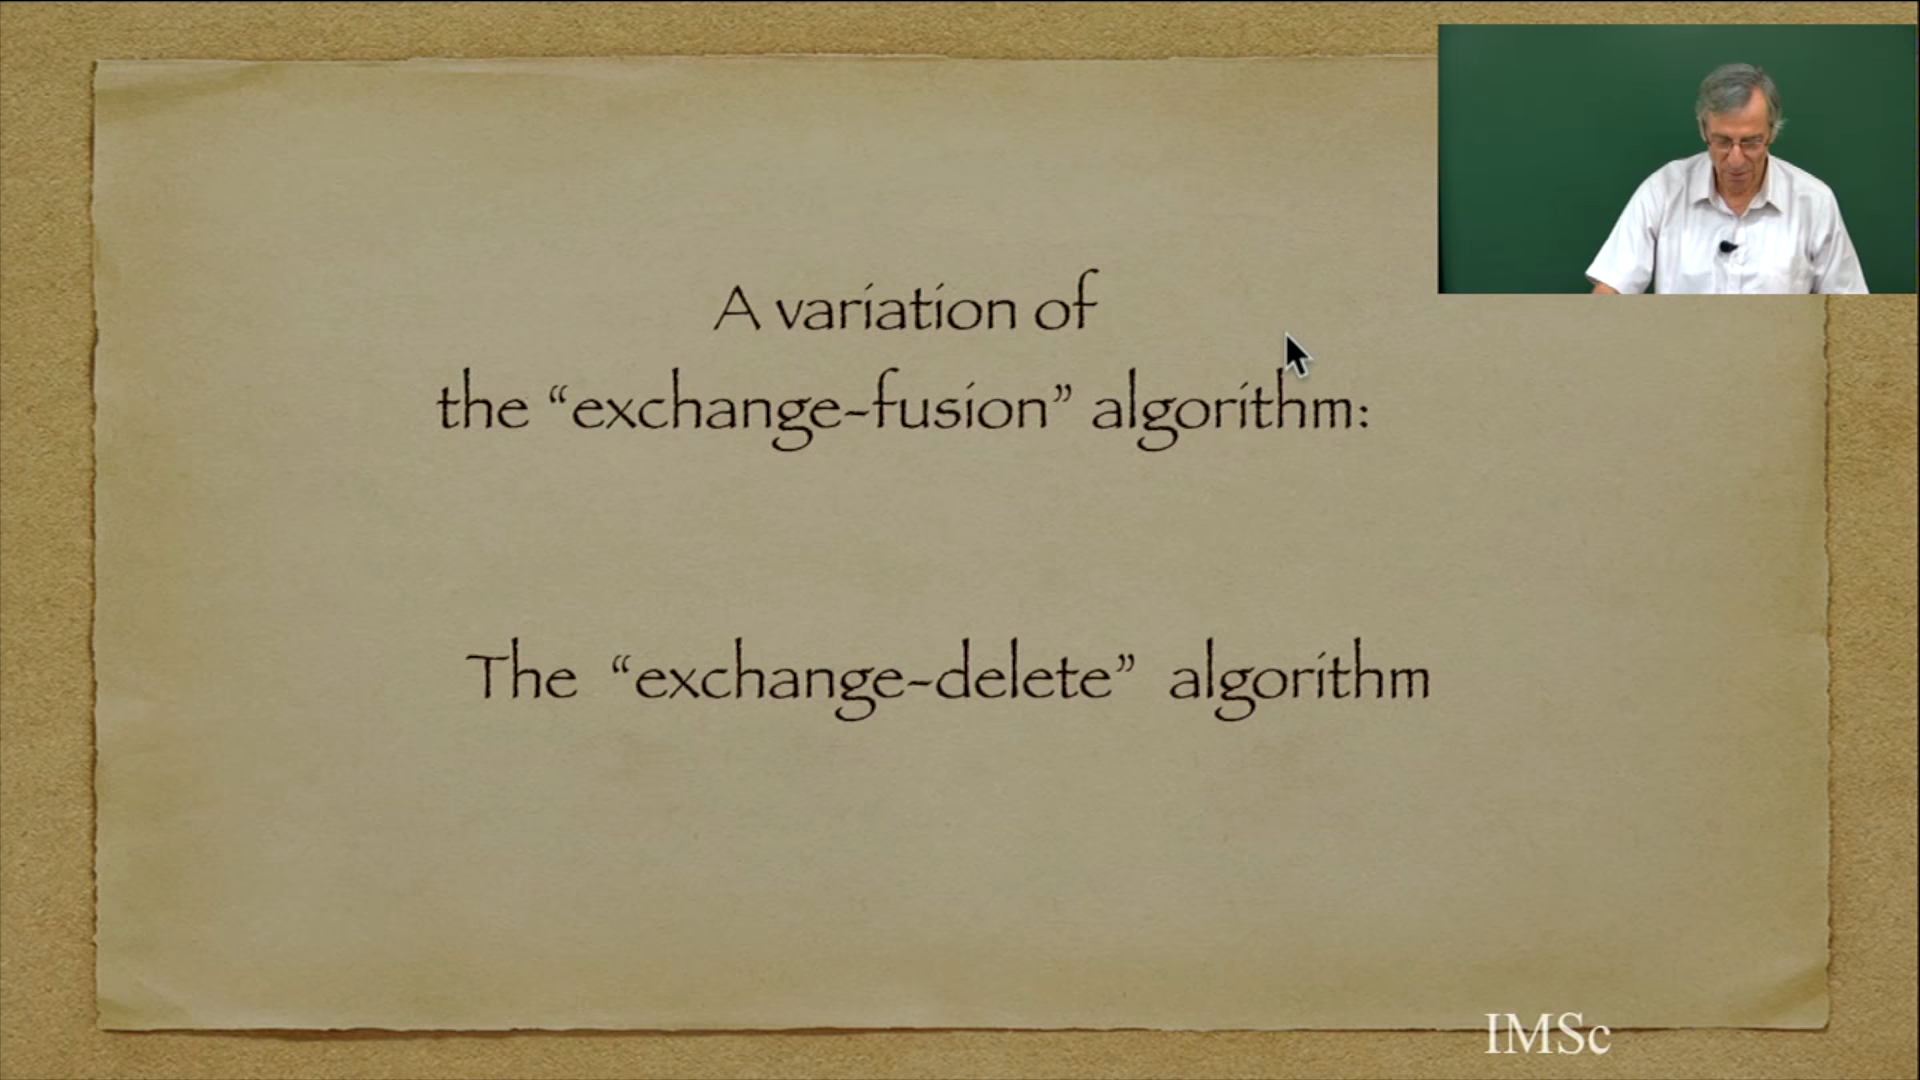 A variation of
the “exchange-fusion” algorithm:
The “exchange-delete” algorithm
IMSc